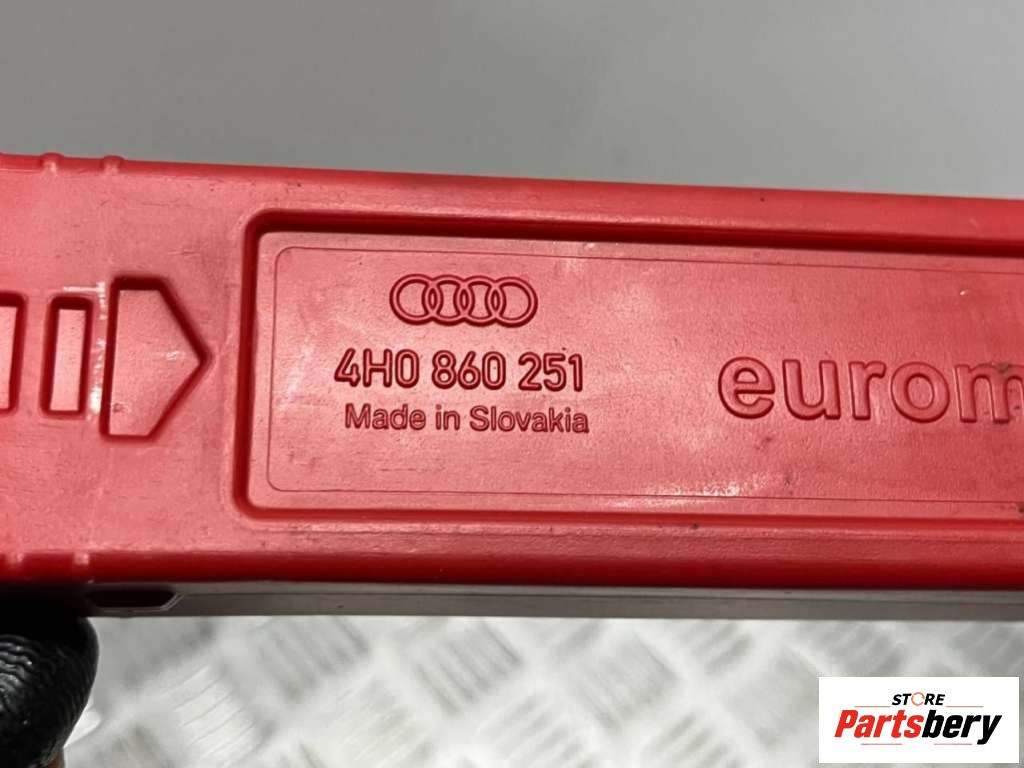 4H0 860 251
Made in Slovakia
eurom
STORE
Partsbery